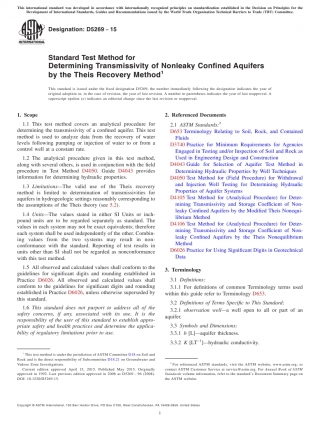 This international standard was developed in accordance with internationally recognized principles on standardization established in the Decision on Principles for the
Development of International Standards, Guides and Recommendations issued by the World Trade Organization Technical Barriers to Trade (TBT) Committee.
Designation: D5269 − 15
INTERNATIONAL
Standard Test Method for
Determining Transmissivity of Nonleaky Confined Aquifers
by the Theis Recovery Method1
This standard is issued under the fixed designation D5269; the number immediately following the designation indicates the year of
original adoption or, in the case of revision, the year of last revision. A number in parentheses indicates the year of last reapproval. A
superscript epsilon (ε) indicates an editorial change since the last revision or reapproval.
1. Scope
1.1 This test method covers an analytical procedure for
determining the transmissivity of a confined aquifer. This test
method is used to analyze data from the recovery of water
levels following pumping or injection of water to or from a
control well at a constant rate.
1.2 The analytical procedure given in this test method,
along with several others, is used in conjunction with the field
procedure in Test Method D4050. Guide D4043 provides
information for determining hydraulic properties.
1.3 Limitations—The valid use of the Theis recovery
method is limited to determination of transmissivities for
aquifers in hydrogeologic settings reasonably corresponding to
the assumptions of the Theis theory (see 5.2).
1.4 Units—The values stated in either SI Units or inch-
pound units are to be regarded separately as standard. The
values in each system may not be exact equivalents; therefore
each system shall be used independently of the other. Combin-
ing values from the two systems may result in non-
conformance with the standard. Reporting of test results in
units other than SI shall not be regarded as nonconformance
with this test method.
1.5 All observed and calculated values shall conform to the
guidelines for significant digits and rounding established in
Practice D6026. All observed and calculated values shall
conform to the guidelines for significant digits and rounding
established in Practice D6026, unless otherwise superseded by
this standard.
1.6 This standard does not purport to address all of the
safety concerns, if any, associated with its use. It is the
responsibility of the user of this standard to establish appro-
priate safety and health practices and determine the applica-
bility of regulatory limitations prior to use.
1 This test method is under the jurisdiction of ASTM Committee D18 on Soil and
Rock and is the direct responsibility of Subcommittee D18.21 on Groundwater and
Vadose Zone Investigations.
Current edition approved April 15, 2015. Published May 2015. Originally
approved in 1992. Last previous edition approved in 2008 as D5269 – 96 (2008).
DOI: 10.1520/D5269-15
2. Referenced Documents
2.1 ASTM Standards:2
D653 Terminology Relating to Soil, Rock, and Contained
Fluids
D3740 Practice for Minimum Requirements for Agencies
Engaged in Testing and/or Inspection of Soil and Rock as
Used in Engineering Design and Construction
D4043 Guide for Selection of Aquifer Test Method in
Determining Hydraulic Properties by Well Techniques
D4050 Test Method for (Field Procedure) for Withdrawal
and Injection Well Testing for Determining Hydraulic
Properties of Aquifer Systems
D4105 Test Method for (Analytical Procedure) for Deter-
mining Transmissivity and Storage Coefficient of Non-
leaky Confined Aquifers by the Modified Theis Nonequi-
librium Method
D4106 Test Method for (Analytical Procedure) for Deter-
mining Transmissivity and Storage Coefficient of Non-
leaky Confined Aquifers by the Theis Nonequilibrium
Method
D6026 Practice for Using Significant Digits in Geotechnical
Data
3. Terminology
3.1 Definitions:
3.1.1 For definitions of common Terminology terms used
within this guide refer to Terminology D653.
3.2 Definitions of Terms Specific to This Standard:
3.2.1 observation well—a well open to all or part of an
aquifer.
3.3 Symbols and Dimensions:
3.3.1 b [L]—aquifer thickness.
3.3.2 K [LT−1]—hydraulic conductivity.
2 For referenced ASTM standards, visit the ASTM website, www.astm.org, or
contact ASTM Customer Service at service@astm.org. For Annual Book of ASTM
Standards volume information, refer to the standard's Document Summary page on
the ASTM website.
Copyright © ASTM International, 100 Barr Harbor Drive, PO Box C700, West Conshohocken, PA 19428-2959. United States
1